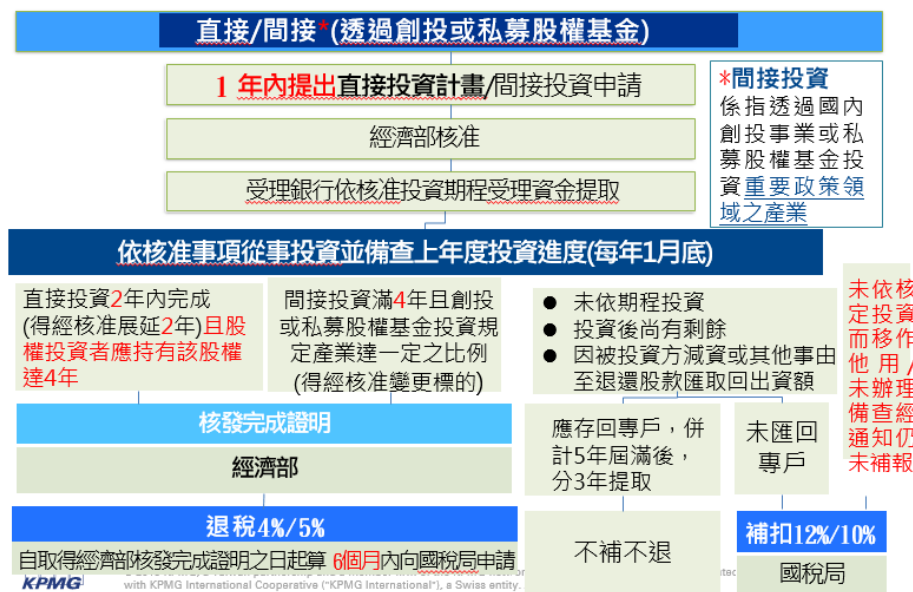 直接/間接*(透過創投或私募股權基金)
1 年內提出直接投資計畫/間接投資申請
經濟部核准
受理銀行依核准投資期程受理資金提取
*間接投資
係指透過國內
創投事業或私
募股權基金投
資重要政策領
域之產業
依核准事項從事投資並備查上年度投資進度(每年1月底)
直接投資2年內完成
(得經核准展延2年)且股
權投資者應持有該股權
達4年
間接投資滿4年且創投
或私募股權基金投資規
定產業達一定之比例
(得經核准變更標的)
● 未依期程投資
● 投資後尚有剩餘
● 因被投資方減資或其他事由
至退還股款匯取回出資額
未依核
定投資
而移作
他用/
未辦理
備查經
通知仍
未補報
核發完成證明
經濟部
應存回專戶，併
計5年屆滿後，
分3年提取
未匯回
專戶
退稅4%/5%
自取得經濟部核發完成證明之日起算 6個月內向國稅局申請
不補不退
補扣12%/10%
國稅局
KPMG
with KPMG International Cooperative ("KPMG International"), a Swiss entity.